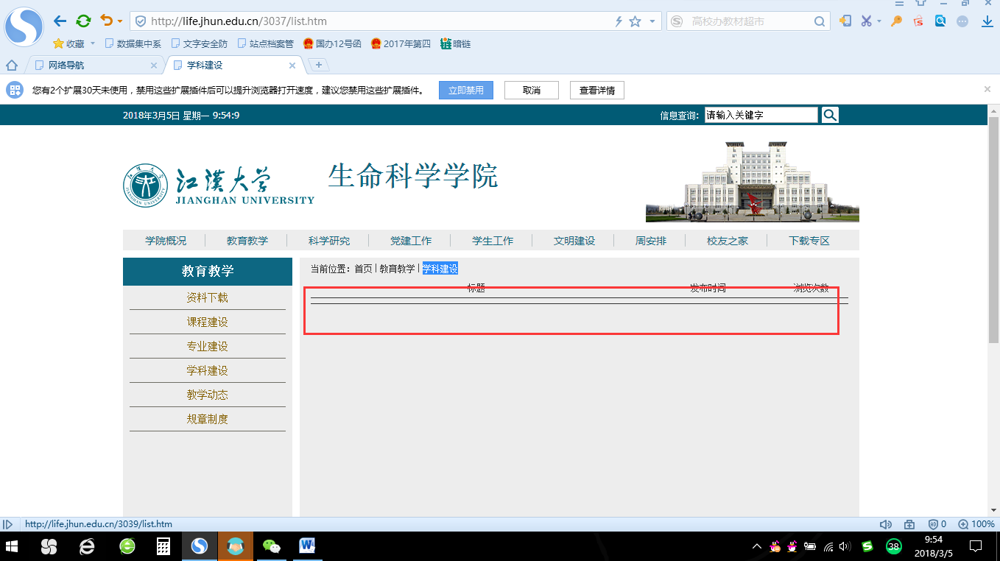 http://life.jhun.edu.cn/3037/list.htm
高校办教材超市
收藏 数据集中系 文字安全防 站点档案管 国办12号函 2017年第四 暗链
网络导航 学科建设
您有2个扩展30天未使用，禁用这些扩展插件后可以提升浏览器打开速度，建议您禁用这些扩展插件。 立即禁用 取消 查看详情
2018年3月5日 星期一 9:54:9 信息查询: 请输入关键字
江漢大学
JIANGHAN UNIVERSITY
生命科学学院
学院概况 教育教学 科学研究 党建工作 学生工作 文明建设 周安排 校友之家 下载专区
教育教学
资料下载
课程建设
专业建设
学科建设
教学动态
规章制度
当前位置: 首页 | 教育教学 | 学科建设
标题 发布时间 浏览次数
http://life.jhun.edu.cn/3039/list.htm
0 100%
38
9:54
2018/3/5